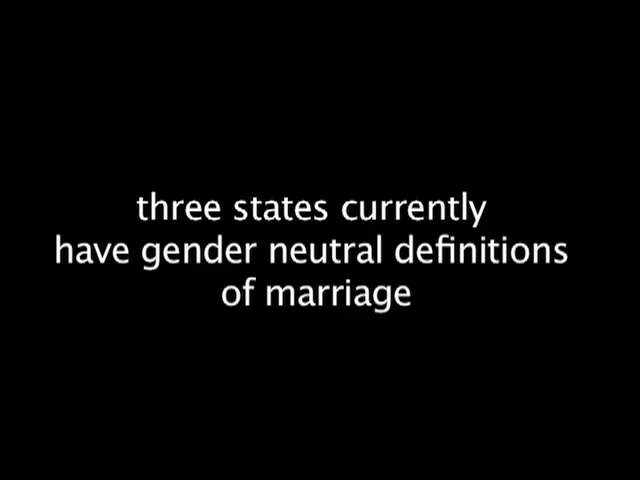 three states currently
have gender neutral definitions
of marriage